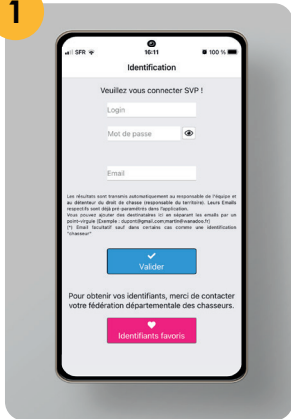 1
SFR
16:11
100 %
Identification
Veuillez vous connecter SVP !
Login
Mot de passe
Email
Les résultats sont transmis automatiquement au responsable de l'équipe et
au détenteur du droit de chasse (responsable du territoire). Leurs Emails
respectifs sont déjà pré-paramétrés dans l'application.
Vous pouvez ajouter des destinataires ici en séparant les emails par un
point-virgule (Exemple : dupont@gmail.com;martin@wanadoo.fr)
(*) Email facultatif sauf dans certains cas comme une identification
"chasseur"
Valider
Pour obtenir vos identifiants, merci de contacter
votre fédération départementale des chasseurs.
Identifiants favoris